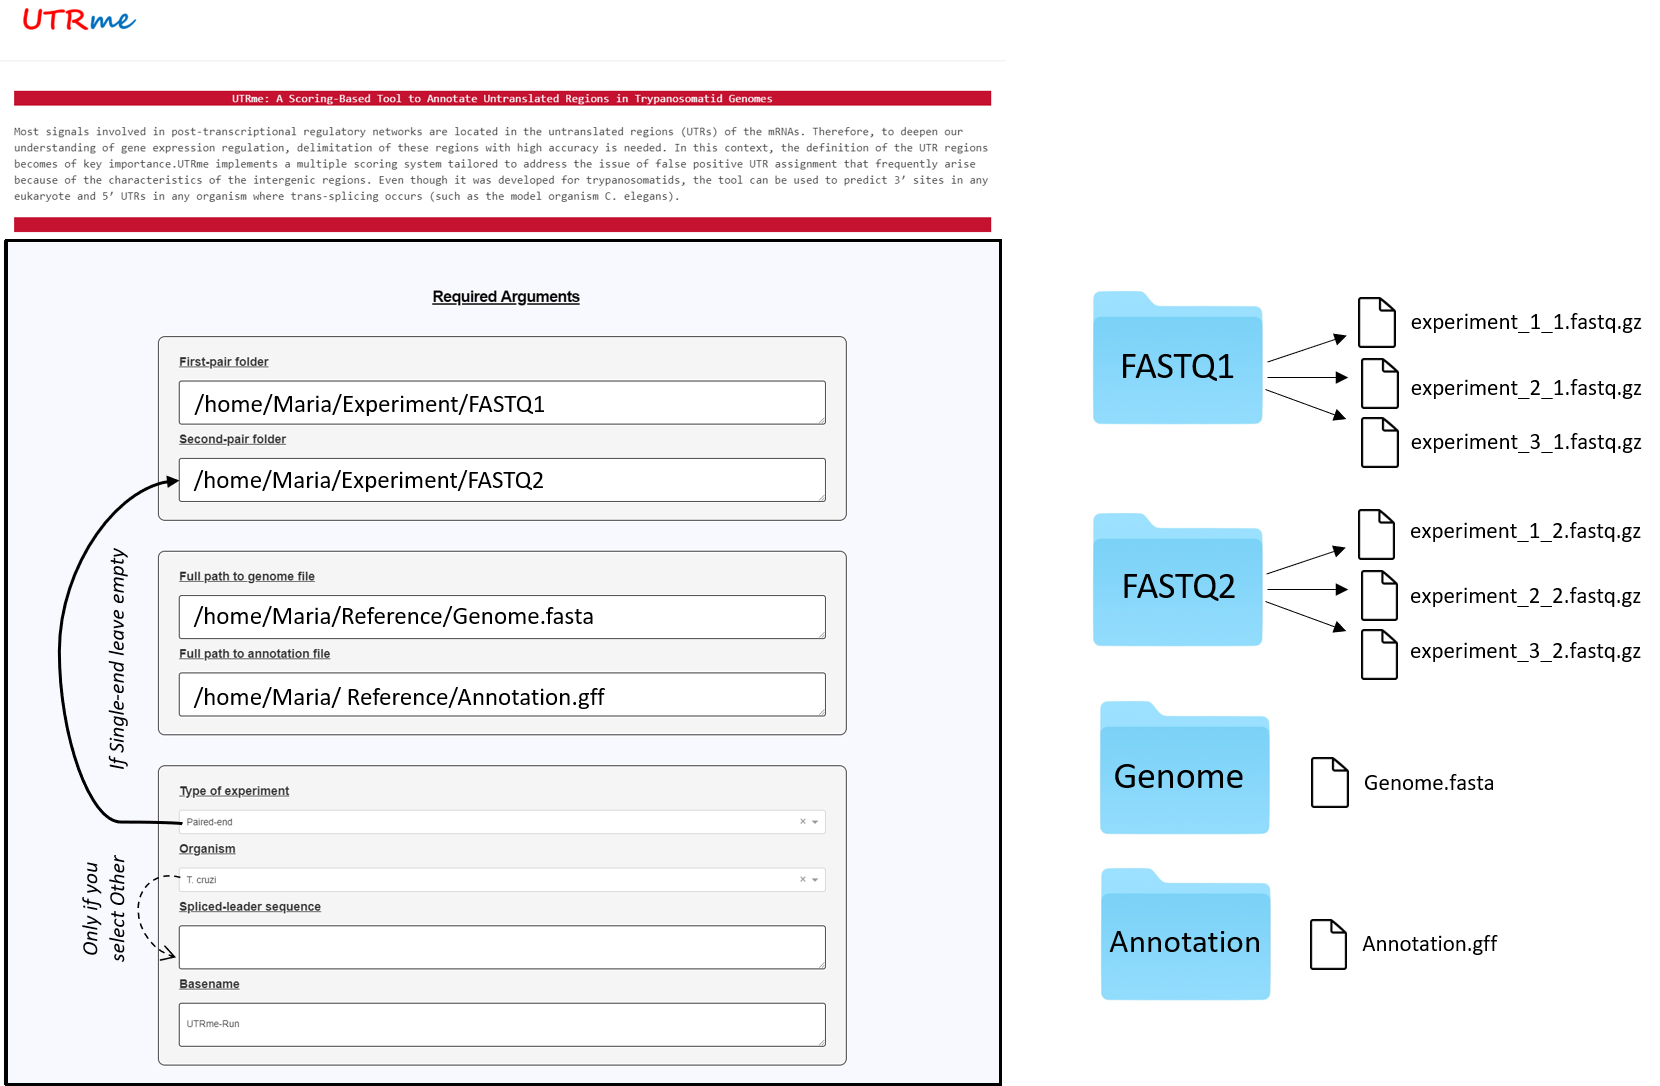 UTRme
UTRme: A Scoring-Based Tool to Annotate Untranslated Regions in Trypanosomatid Genomes
Most signals involved in post-transcriptional regulatory networks are located in the untranslated regions (UTRs) of the mRNAs. Therefore, to deepen our
understanding of gene expression regulation, delimitation of these regions with high accuracy is needed. In this context, the definition of the UTR regions
becomes of key importance.UTRme implements a multiple scoring system tailored to address the issue of false positive UTR assignment that frequently arise
because of the characteristics of the intergenic regions. Even though it was developed for trypanosomatids, the tool can be used to predict 3’ sites in any
eukaryote and 5’ UTRs in any organism where trans-splicing occurs (such as the model organism C. elegans).
Required Arguments
First-pair folder
/home/Maria/Experiment/FASTQ1
Second-pair folder
/home/Maria/Experiment/FASTQ2
If Single-end leave empty
Full path to genome file
/home/Maria/Reference/Genome.fasta
Full path to annotation file
/home/Maria/ Reference/Annotation.gff
Type of experiment
Paired-end
Organism
T. cruzi
Only if you
select Other
Spliced-leader sequence
Basename
UTRme-Run
FASTQ1
experiment_1_1.fastq.gz
experiment_2_1.fastq.gz
experiment_3_1.fastq.gz
FASTQ2
experiment_1_2.fastq.gz
experiment_2_2.fastq.gz
experiment_3_2.fastq.gz
Genome
Genome.fasta
Annotation
Annotation.gff